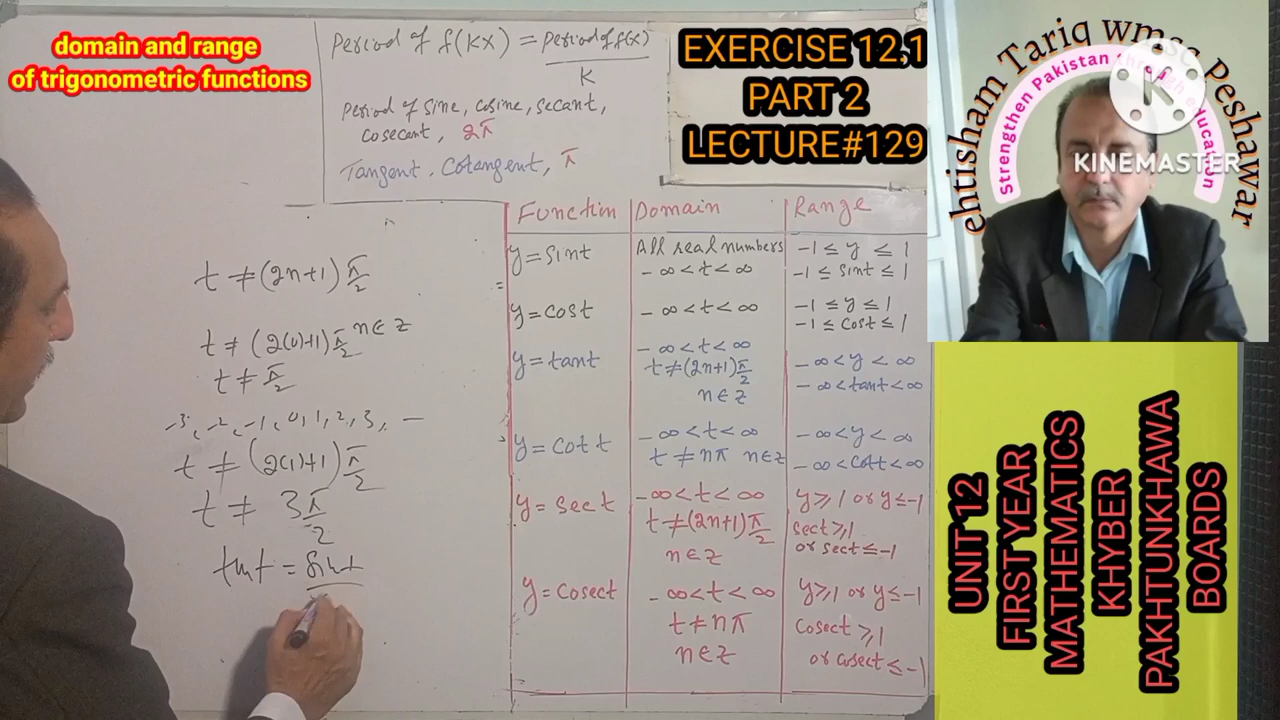 domain and range
of trigonometric functions
Period of f(Kx) = period of f(x)
K
Period of Sine, cosine, secant,
cosecant, 2π
Tangent, Cotangent, π
EXERCISE 12.1
PART 2
LECTURE#129
ehtisham Tariq wmsc Peshawar
Strengthen Pakistan through education
KINEMASTER
t ≠ (2n+1) π/2
n ∈ z
t ≠ (2(0)+1) π/2
t ≠ π/2
-3, -2, -1, 0, 1, 2, 3, —
t ≠ (2(1)+1) π/2
t ≠ 3π/2
tant = Sint
Function Domain Range
y = sint All real numbers -1 ≤ y ≤ 1
-∞ < t < ∞ -1 ≤ sint ≤ 1
y = cost -∞ < t < ∞ -1 ≤ y ≤ 1
-1 ≤ cost ≤ 1
y = tant -∞ < t < ∞ -∞ < y < ∞
t ≠ (2n+1) π/2 -∞ < tant < ∞
n ∈ z
y = cot t -∞ < t < ∞ -∞ < y < ∞
t ≠ nπ n ∈ z -∞ < cot t < ∞
y = sect -∞ < t < ∞ y ≥ 1 or y ≤ -1
t ≠ (2n+1) π/2 sect ≥ 1
n ∈ z or sect ≤ -1
y = cosect -∞ < t < ∞ y ≥ 1 or y ≤ -1
t ≠ nπ cosect ≥ 1
n ∈ z or cosect ≤ -1
UNIT 12
FIRST YEAR
MATHEMATICS
KHYBER
PAKHTUNKHAWA
BOARDS